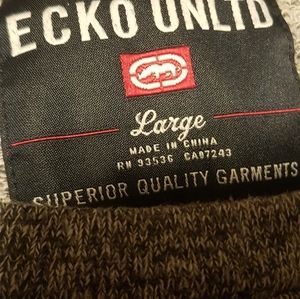 ECKO UNLTD
Large
MADE IN CHINA
RN 93536 CA07243
SUPERIOR QUALITY GARMENTS